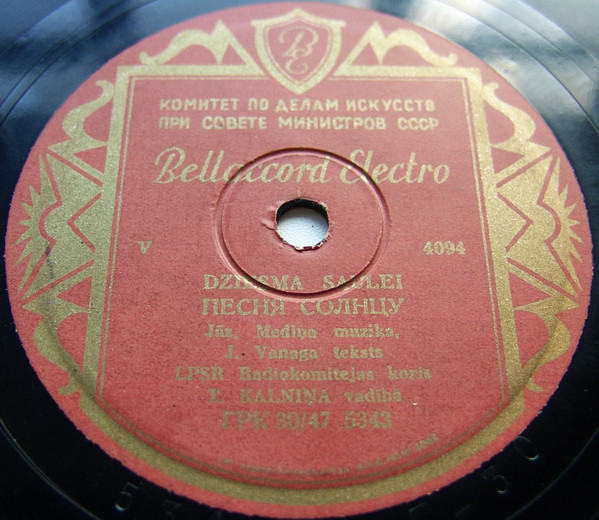 BE
КОМИТЕТ ПО ДЕЛАМ ИСКУССТВ
ПРИ СОВЕТЕ МИНИСТРОВ СССР
Bellaccord Electro
V 4094
DZIESMA SAULEI
ПЕСНЯ СОЛНЦУ
Jāz. Mediņa muzika,
J. Vanaga teksts
LPSR Radiokomitejas koris
T. KALNIŅA vadībā
ГРК 30/47 5343